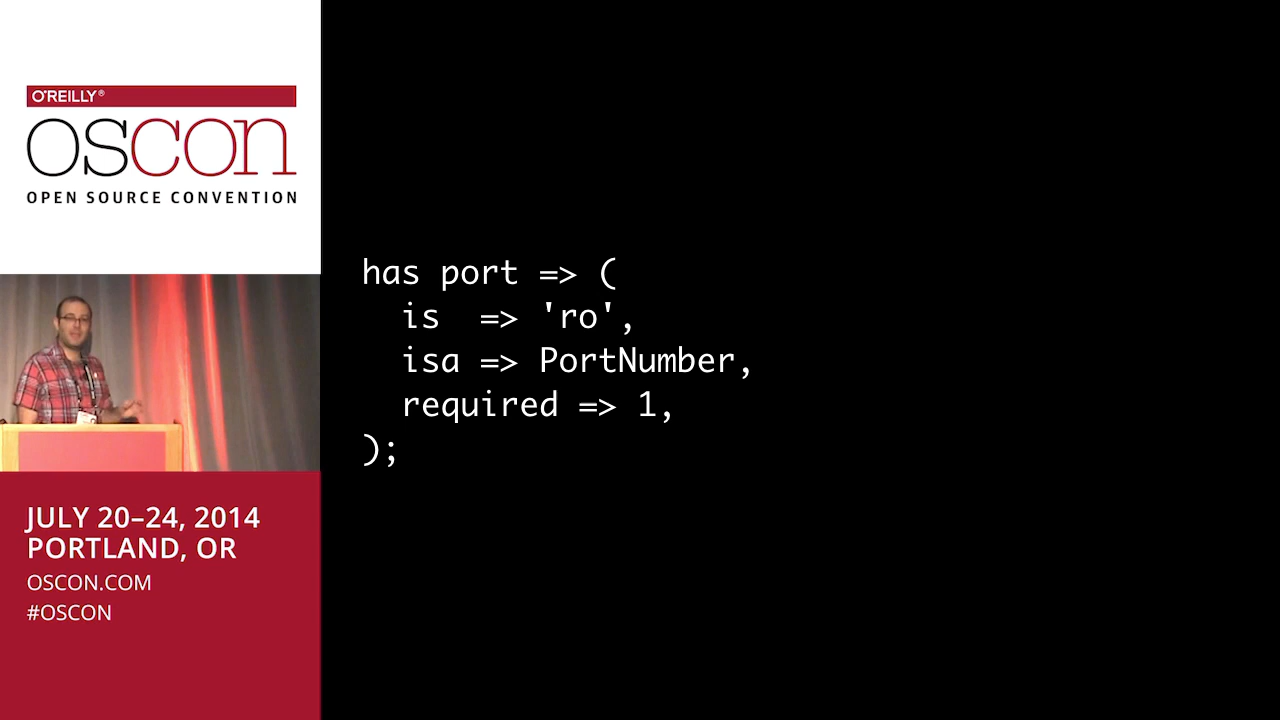 O'REILLY®
OSCON
OPEN SOURCE CONVENTION
has port => (
  is  => 'ro',
  isa => PortNumber,
  required => 1,
);
JULY 20–24, 2014
PORTLAND, OR
OSCON.COM
#OSCON